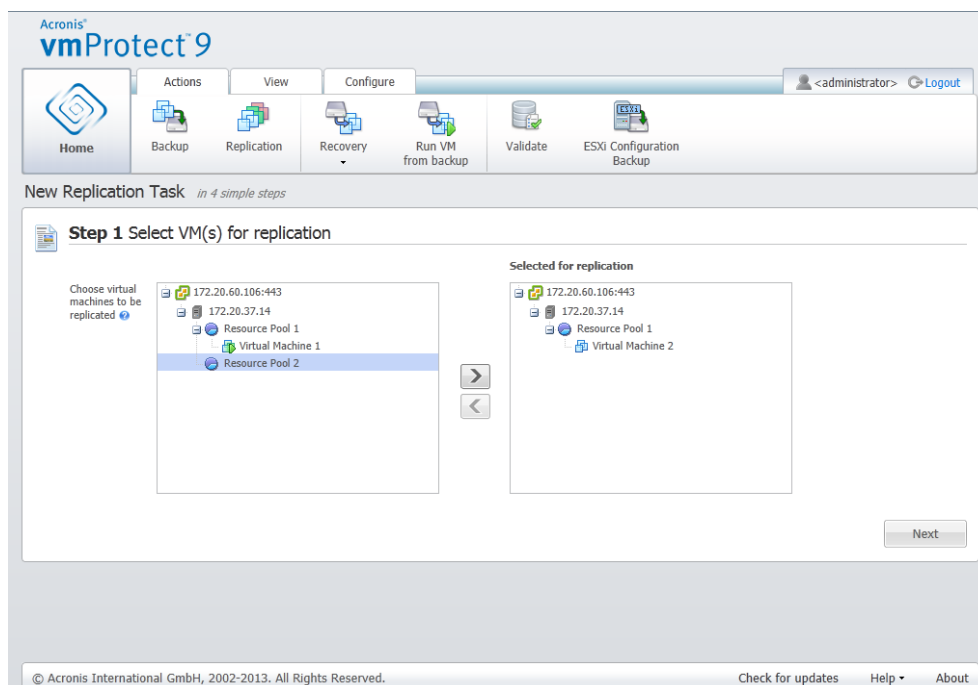 Acronis®
vmProtect™9
Actions
View
Configure
<administrator>
Logout
Home
Backup
Replication
Recovery
Run VM
from backup
Validate
ESXi
ESXi Configuration
Backup
New Replication Task in 4 simple steps
Step 1 Select VM(s) for replication
Selected for replication
Choose virtual
machines to be
replicated ?
172.20.60.106:443
172.20.37.14
Resource Pool 1
Virtual Machine 1
Resource Pool 2
172.20.60.106:443
172.20.37.14
Resource Pool 1
Virtual Machine 2
Next
© Acronis International GmbH, 2002-2013. All Rights Reserved.
Check for updates
Help
About